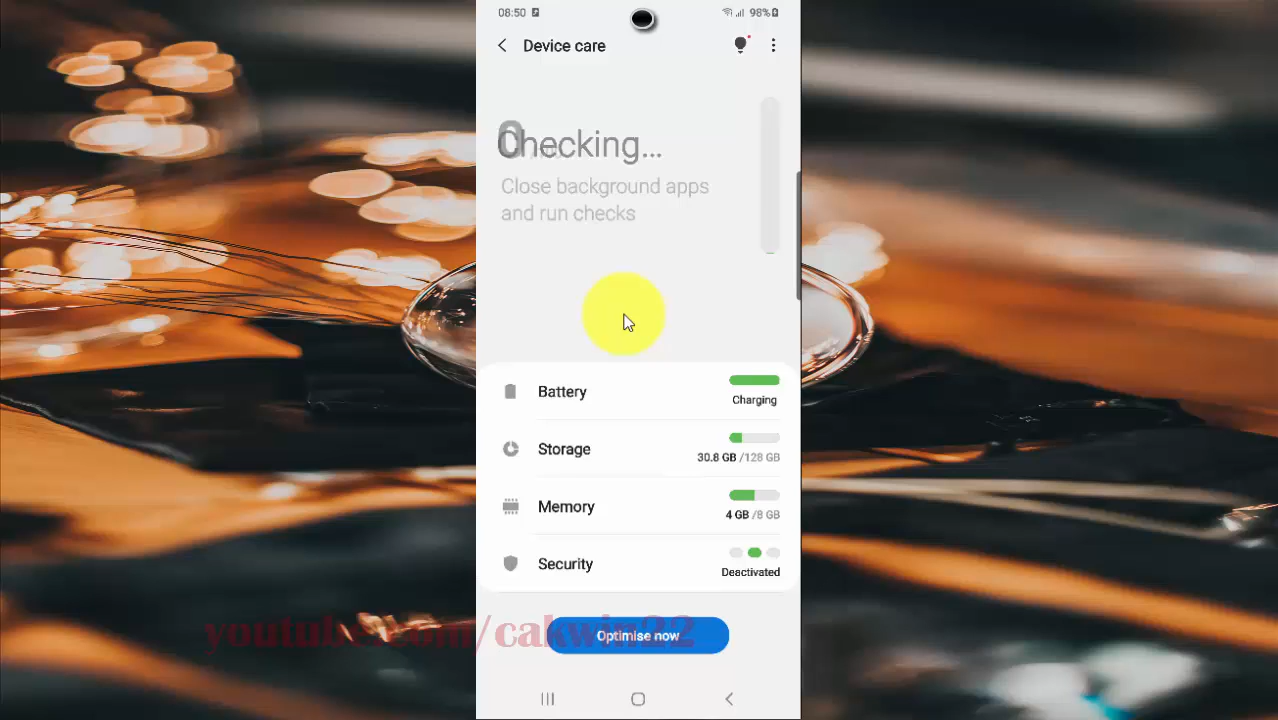 08:50 98%
Device care
Checking...
Close background apps
and run checks
Battery
Charging
Storage
30.8 GB /128 GB
Memory
4 GB /8 GB
Security
Deactivated
youtube.com/cakwin22
Optimise now